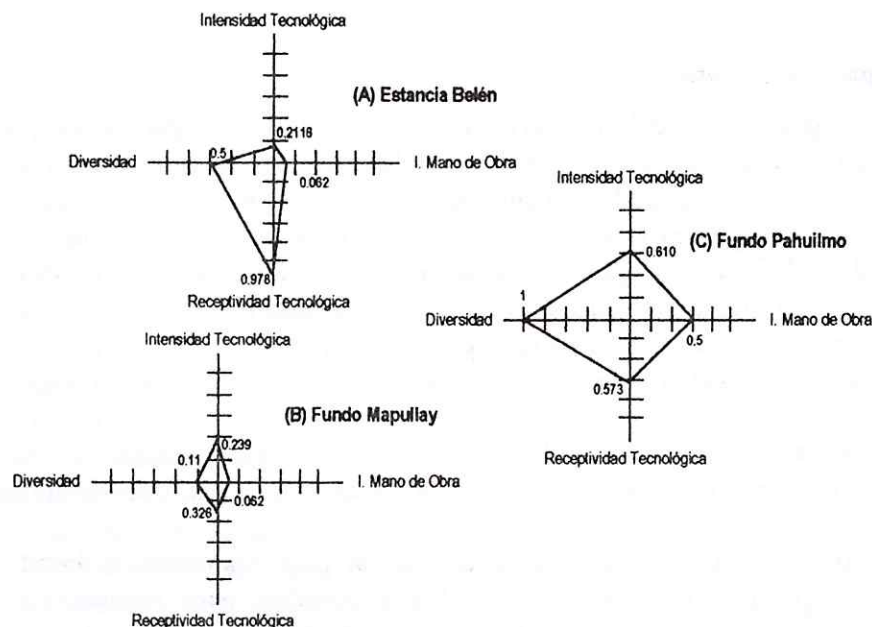 Intensidad Tecnológica
(A) Estancia Belén
0.2118
0.5
Diversidad
I. Mano de Obra
0.062
0.978
Receptividad Tecnológica
Intensidad Tecnológica
(C) Fundo Pahuilmo
0.610
1
Diversidad
I. Mano de Obra
0.5
0.573
Receptividad Tecnológica
Intensidad Tecnológica
(B) Fundo Mapullay
0.239
0.11
Diversidad
I. Mano de Obra
0.062
0.326
Receptividad Tecnológica